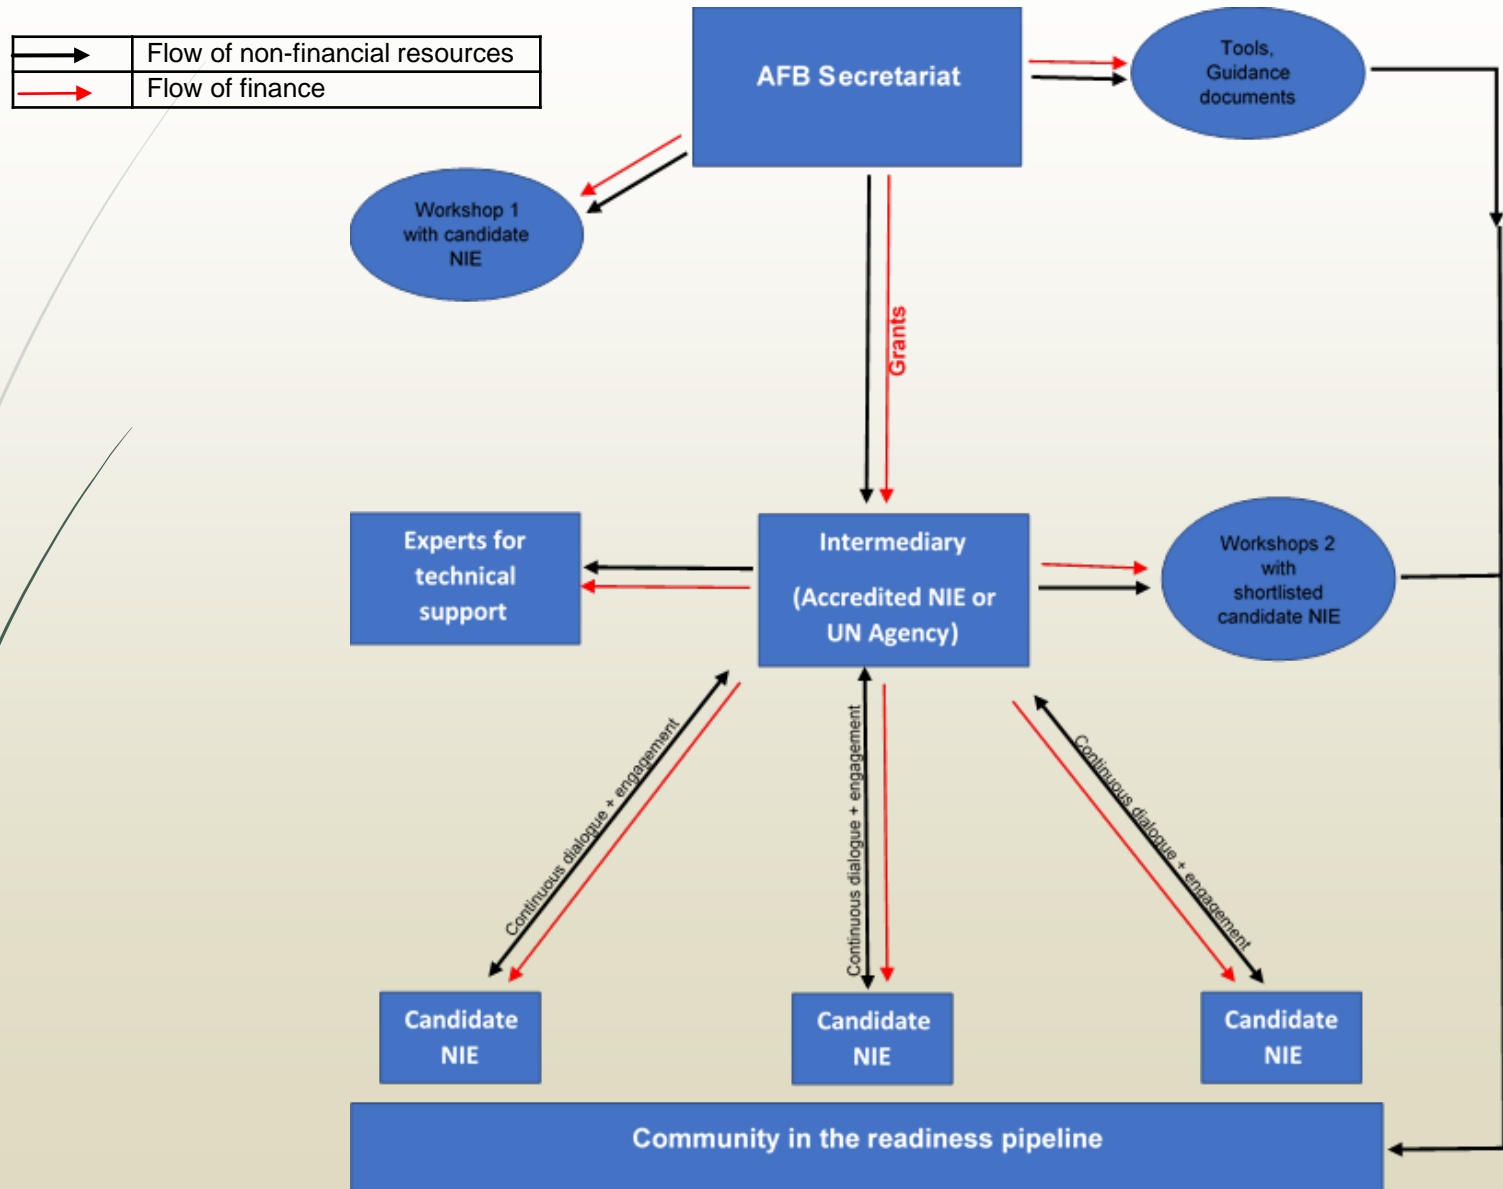 Flow of non-financial resources
Flow of finance
AFB Secretariat
Tools,
Guidance
documents
Workshop 1
with candidate
NIE
Grants
Experts for
technical
support
Intermediary
(Accredited NIE or
UN Agency)
Workshops 2
with
shortlisted
candidate NIE
Continuous dialogue + engagement
Continuous dialogue + engagement
Continuous dialogue + engagement
Candidate
NIE
Candidate
NIE
Candidate
NIE
Community in the readiness pipeline